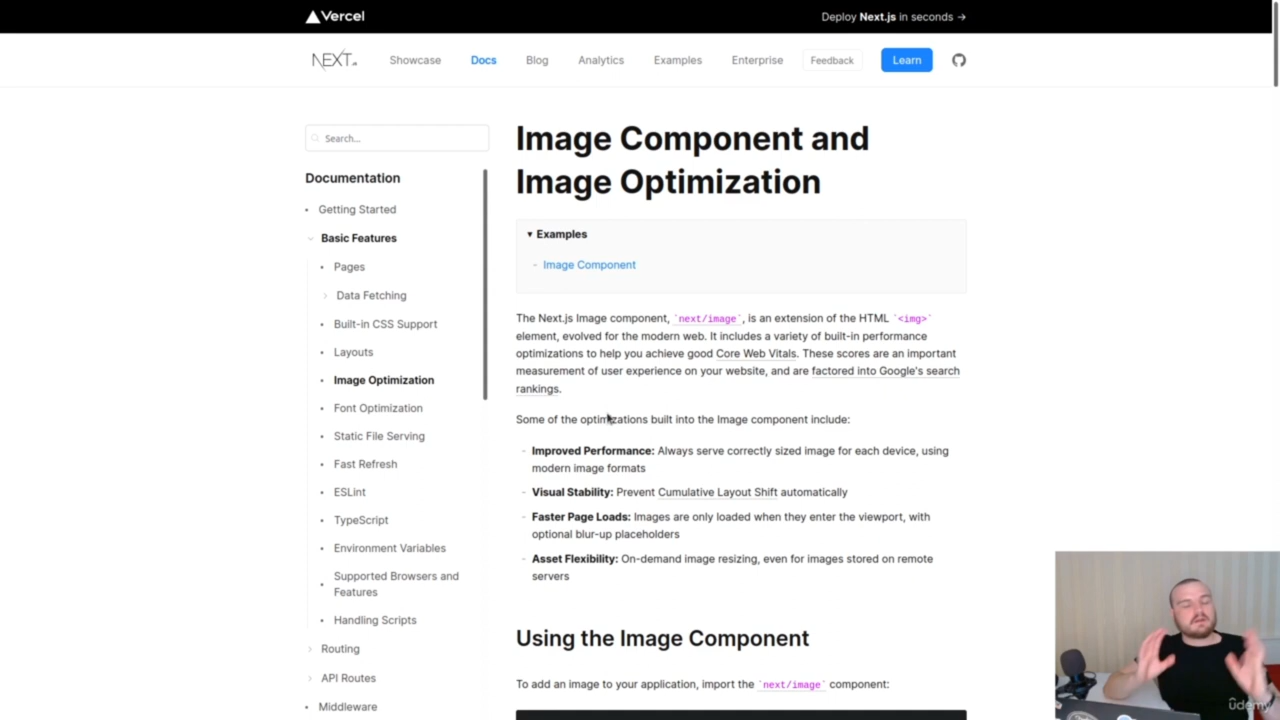 Vercel
Deploy Next.js in seconds →
NEXT.JS
Showcase
Docs
Blog
Analytics
Examples
Enterprise
Feedback
Learn
Search...
Documentation
Getting Started
Basic Features
Pages
Data Fetching
Built-in CSS Support
Layouts
Image Optimization
Font Optimization
Static File Serving
Fast Refresh
ESLint
TypeScript
Environment Variables
Supported Browsers and
Features
Handling Scripts
Routing
API Routes
Middleware
Image Component and
Image Optimization
▾ Examples
- Image Component
The Next.js Image component, `next/image`, is an extension of the HTML `<img>`
element, evolved for the modern web. It includes a variety of built-in performance
optimizations to help you achieve good Core Web Vitals. These scores are an important
measurement of user experience on your website, and are factored into Google's search
rankings.
Some of the optimizations built into the Image component include:
- Improved Performance: Always serve correctly sized image for each device, using
modern image formats
- Visual Stability: Prevent Cumulative Layout Shift automatically
- Faster Page Loads: Images are only loaded when they enter the viewport, with
optional blur-up placeholders
- Asset Flexibility: On-demand image resizing, even for images stored on remote
servers
Using the Image Component
To add an image to your application, import the `next/image` component:
udemy